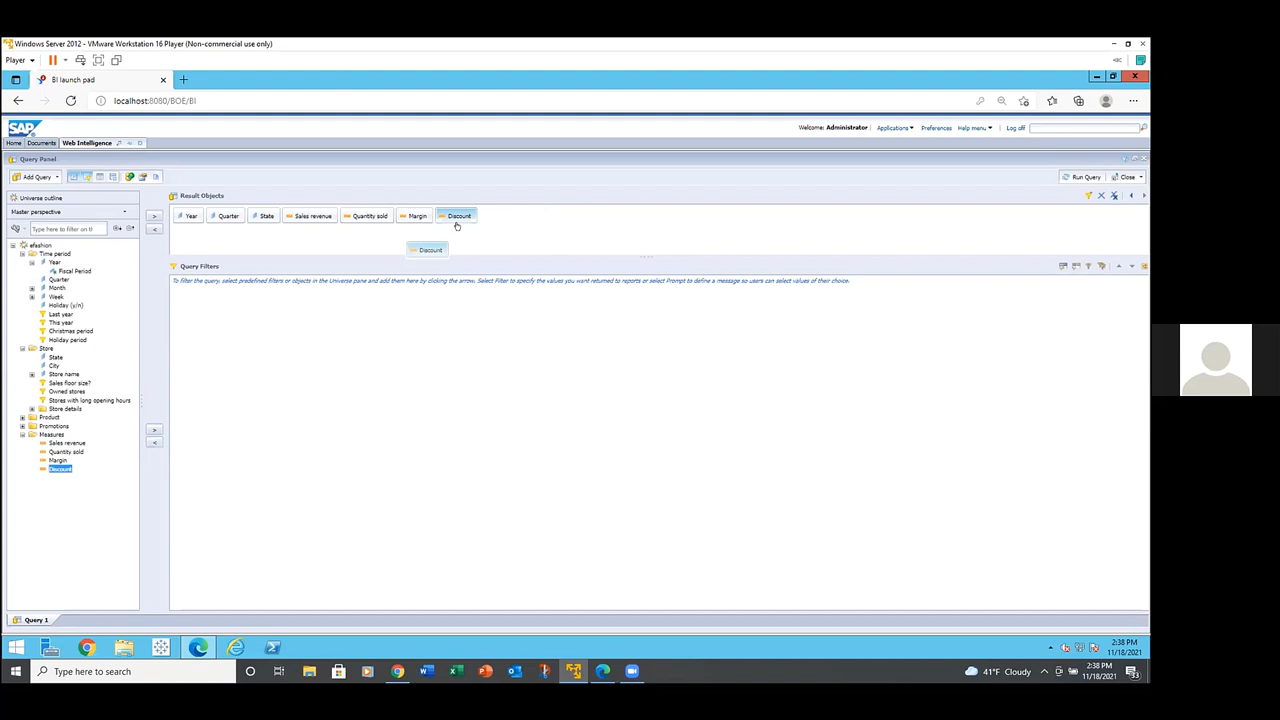 Windows Server 2012 - VMware Workstation 16 Player (Non-commercial use only)
Player
BI launch pad
localhost:8080/BOE/BI
SAP
Welcome: Administrator
Applications
Preferences
Help menu
Log off
Home
Documents
Web Intelligence
Query Panel
Add Query
Run Query
Close
Universe outline
Result Objects
Master perspective
Year
Quarter
State
Sales revenue
Quantity sold
Margin
Discount
Type here to filter on t
Discount
efashion
Time period
Year
Fiscal Period
Quarter
Month
Week
Holiday (y/n)
Last year
This year
Christmas period
Holiday period
Store
State
City
Store name
Sales floor size?
Owned stores
Stores with long opening hours
Store details
Product
Promotions
Measures
Sales revenue
Quantity sold
Margin
Discount
Query Filters
To filter the query, select predefined filters or objects in the Universe pane and add them here by clicking the arrow. Select Filter to specify the values you want returned to reports or select Prompt to define a message so users can select values of their choice.
Query 1
2:38 PM
11/18/2021
Type here to search
41°F Cloudy
2:38 PM
11/18/2021